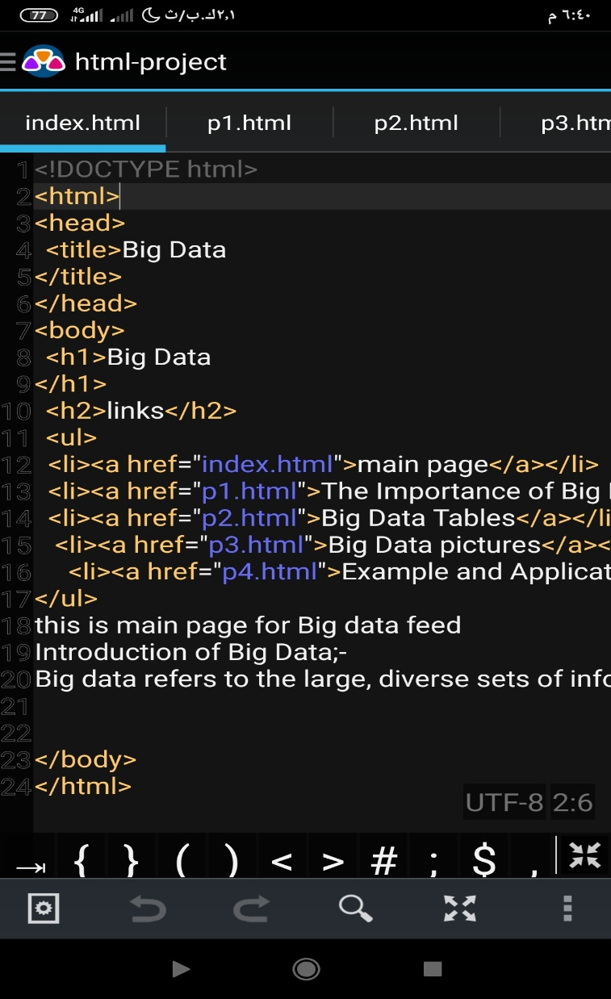 77 4G ٢,١ك.ب/ث ٦:٤٠ م
html-project
index.html p1.html p2.html p3.htm
1 <!DOCTYPE html>
2 <html>
3 <head>
4 <title>Big Data
5 </title>
6 </head>
7 <body>
8 <h1>Big Data
9 </h1>
10 <h2>links</h2>
11 <ul>
12 <li><a href="index.html">main page</a></li>
13 <li><a href="p1.html">The Importance of Big
14 <li><a href="p2.html">Big Data Tables</a></li
15 <li><a href="p3.html">Big Data pictures</a><
16 <li><a href="p4.html">Example and Applicat
17 </ul>
18 this is main page for Big data feed
19 Introduction of Big Data;-
20 Big data refers to the large, diverse sets of info
21
22
23 </body>
24 </html>
UTF-8 2:6
{ } ( ) < > # ; $ ,